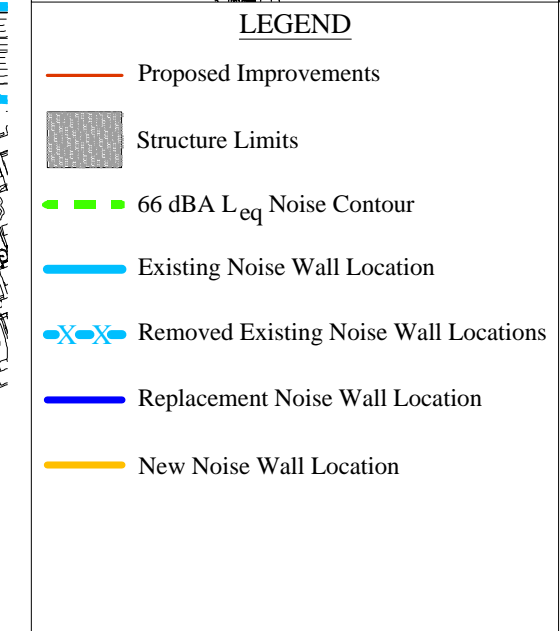 LEGEND
Proposed Improvements
Structure Limits
66 dBA Leq Noise Contour
Existing Noise Wall Location
X X Removed Existing Noise Wall Locations
Replacement Noise Wall Location
New Noise Wall Location